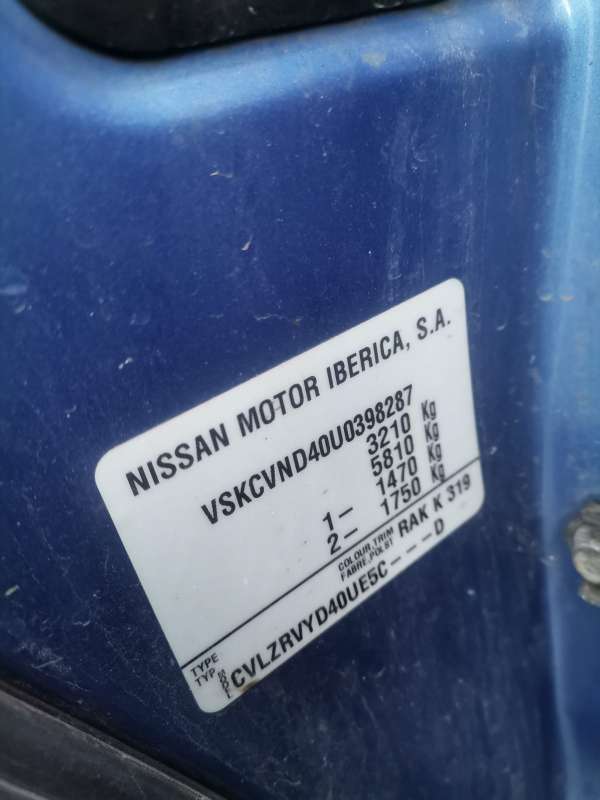 NISSAN MOTOR IBERICA, S.A.
VSKCVND40U0398287
3210 Kg
5810 Kg
1- 1470 Kg
2- 1750 Kg
COLOUR,TRIM RAK K 319
TYPE
TYP CVLZRVYD40UE5C---D